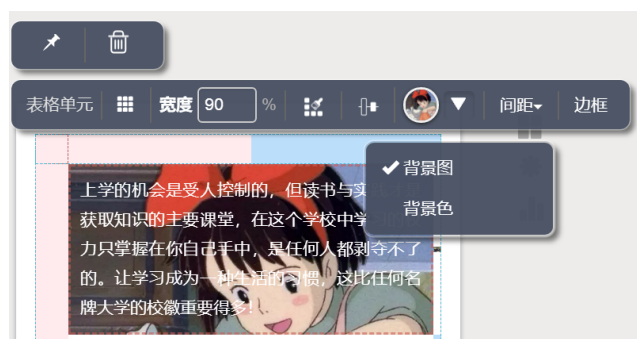 表格单元 宽度 90 % 间距 边框
背景图
背景色
上学的机会是受人控制的，但读书与实
获取知识的主要课堂，在这个学校中学
力只掌握在你自己手中，是任何人都剥夺不了
的。让学习成为一种生活的习惯，这比任何名
牌大学的校徽重要得多！